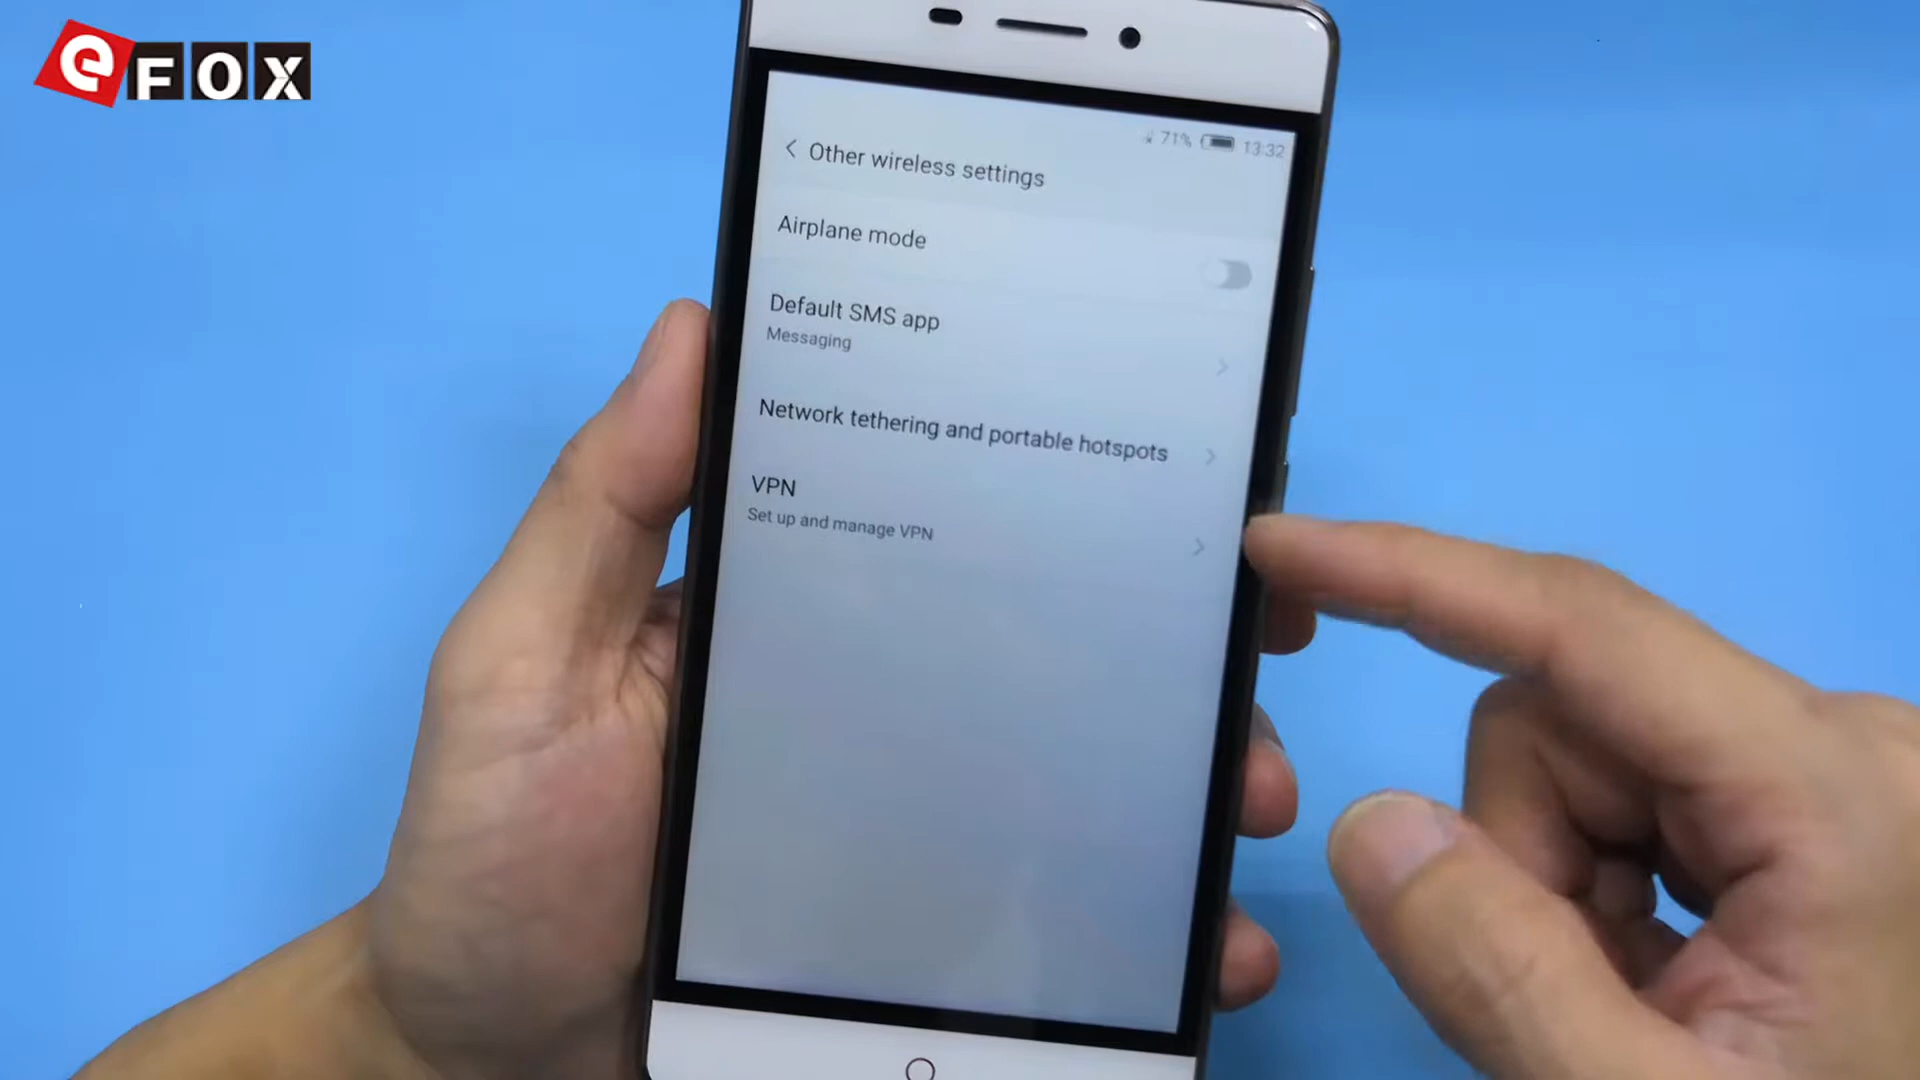 eFOX
71% 13:32
Other wireless settings
Airplane mode
Default SMS app
Messaging
Network tethering and portable hotspots
VPN
Set up and manage VPN